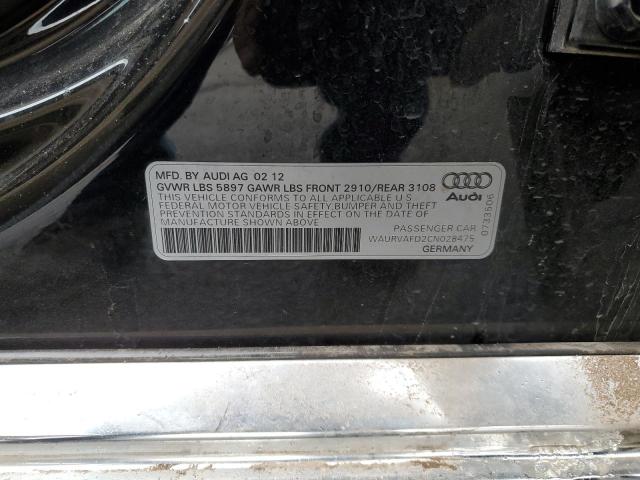 MFD. BY AUDI AG 02 12
GVWR LBS 5897 GAWR LBS FRONT 2910/REAR 3108
THIS VEHICLE CONFORMS TO ALL APPLICABLE U S
FEDERAL MOTOR VEHICLE SAFETY,BUMPER AND THEFT
PREVENTION STANDARDS IN EFFECT ON THE DATE OF
MANUFACTURE SHOWN ABOVE
Audi
0733506
PASSENGER CAR
WAURVAFD2CN028475
GERMANY